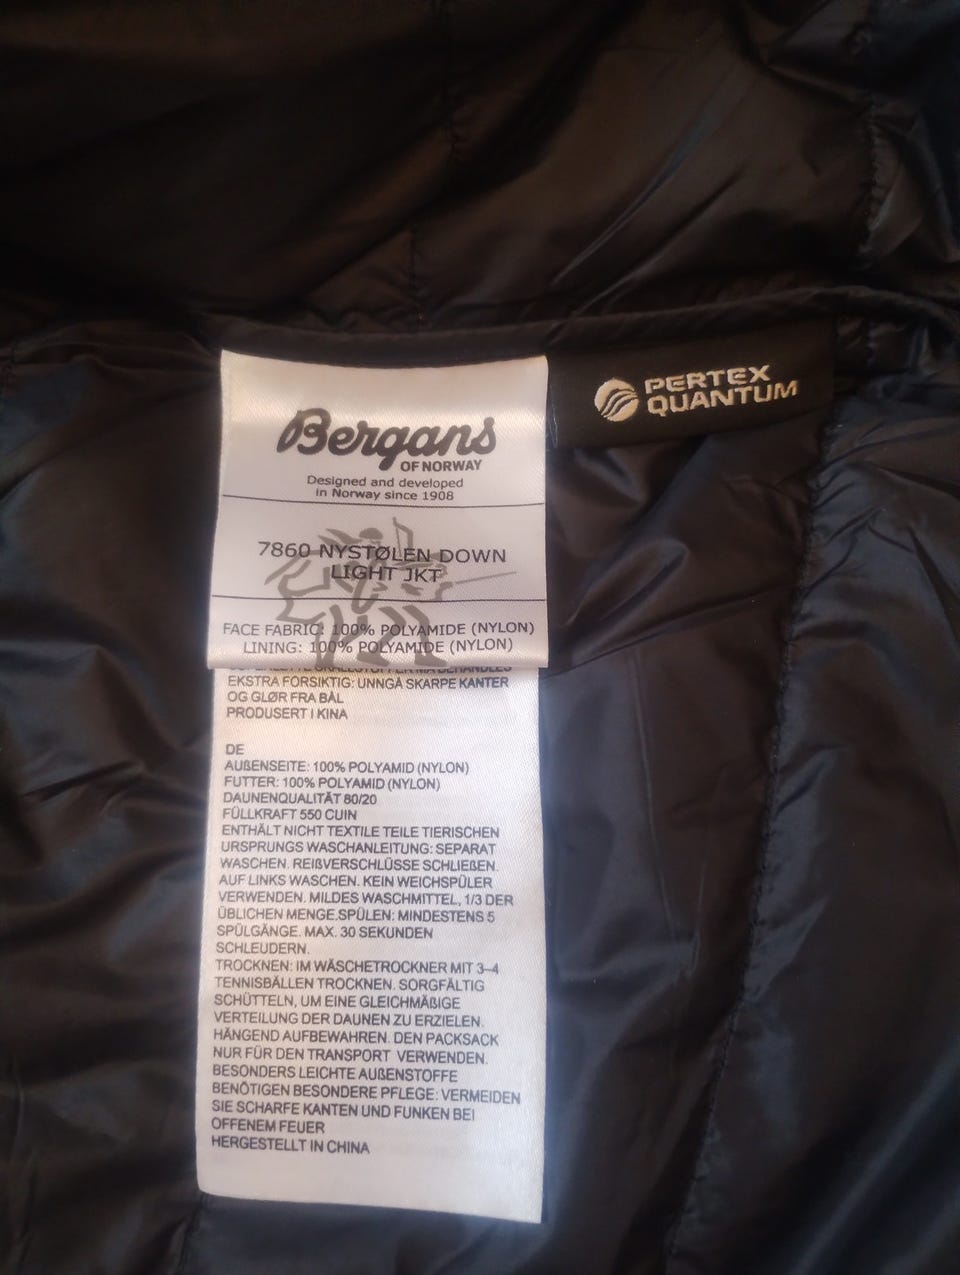 Bergans
OF NORWAY
Designed and developed
in Norway since 1908
7860 NYSTØLEN DOWN
LIGHT JKT
FACE FABRIC: 100% POLYAMIDE (NYLON)
LINING: 100% POLYAMIDE (NYLON)
PERTEX
QUANTUM
EKSTRA FORSIKTIG: UNNGÅ SKARPE KANTER
OG GLØR FRA BÅL
PRODUSERT I KINA
DE
AUßENSEITE: 100% POLYAMID (NYLON)
FUTTER: 100% POLYAMID (NYLON)
DAUNENQUALITÄT 80/20
FÜLLKRAFT 550 CUIN
ENTHÄLT NICHT TEXTILE TEILE TIERISCHEN
URSPRUNGS WASCHANLEITUNG: SEPARAT
WASCHEN. REIßVERSCHLÜSSE SCHLIEßEN.
AUF LINKS WASCHEN. KEIN WEICHSPÜLER
VERWENDEN. MILDES WASCHMITTEL, 1/3 DER
ÜBLICHEN MENGE.SPÜLEN: MINDESTENS 5
SPÜLGÄNGE. MAX. 30 SEKUNDEN
SCHLEUDERN.
TROCKNEN: IM WÄSCHETROCKNER MIT 3–4
TENNISBÄLLEN TROCKNEN. SORGFÄLTIG
SCHÜTTELN, UM EINE GLEICHMÄßIGE
VERTEILUNG DER DAUNEN ZU ERZIELEN.
HÄNGEND AUFBEWAHREN. DEN PACKSACK
NUR FÜR DEN TRANSPORT VERWENDEN.
BESONDERS LEICHTE AUßENSTOFFE
BENÖTIGEN BESONDERE PFLEGE: VERMEIDEN
SIE SCHARFE KANTEN UND FUNKEN BEI
OFFENEM FEUER
HERGESTELLT IN CHINA